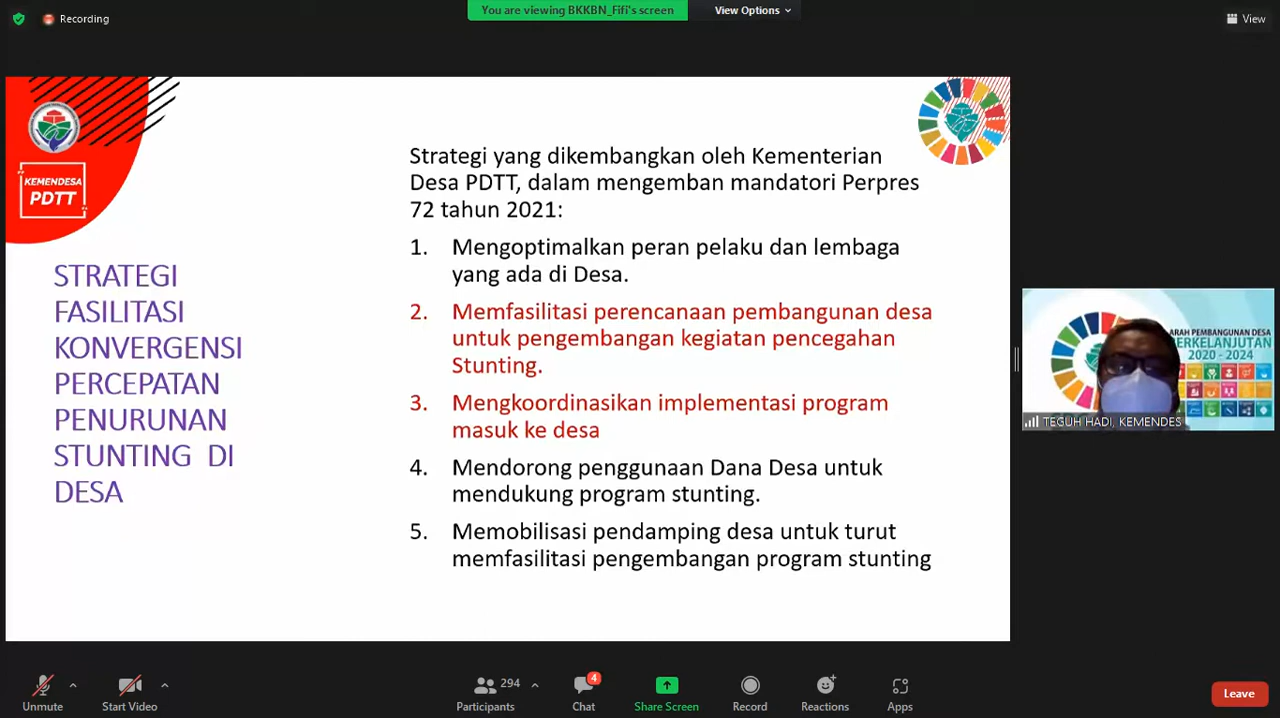 Recording
You are viewing BKKBN_Fifi's screen
View Options
View
KEMENDESA
PDTT
STRATEGI
FASILITASI
KONVERGENSI
PERCEPATAN
PENURUNAN
STUNTING DI
DESA
Strategi yang dikembangkan oleh Kementerian
Desa PDTT, dalam mengemban mandatori Perpres
72 tahun 2021:
1. Mengoptimalkan peran pelaku dan lembaga
yang ada di Desa.
2. Memfasilitasi perencanaan pembangunan desa
untuk pengembangan kegiatan pencegahan
Stunting.
3. Mengkoordinasikan implementasi program
masuk ke desa
4. Mendorong penggunaan Dana Desa untuk
mendukung program stunting.
5. Memobilisasi pendamping desa untuk turut
memfasilitasi pengembangan program stunting
ARAH PEMBANGUNAN DESA
BERKELANJUTAN
2020 - 2024
TEGUH HADI, KEMENDES
Unmute
Start Video
294
Participants
4
Chat
Share Screen
Record
Reactions
Apps
Leave